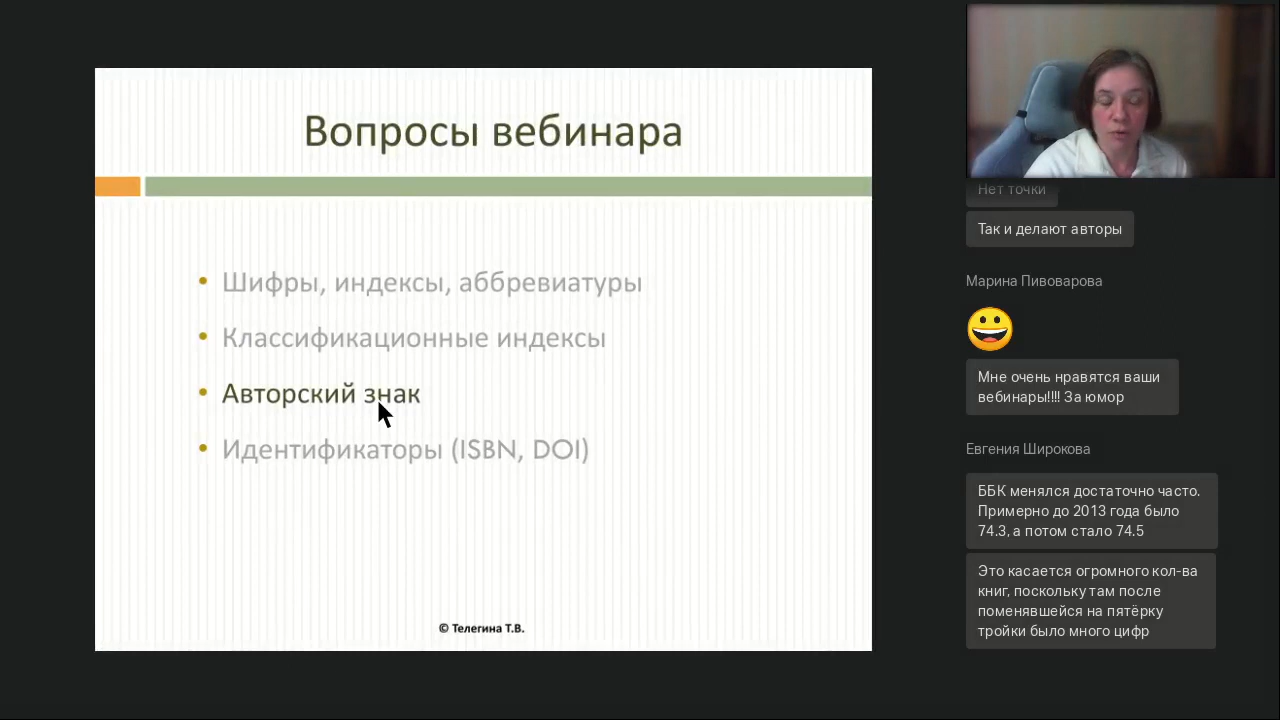 Вопросы вебинара
• Шифры, индексы, аббревиатуры
• Классификационные индексы
• Авторский знак
• Идентификаторы (ISBN, DOI)
© Телегина Т.В.
Нет точки
Так и делают авторы
Марина Пивоварова
Мне очень нравятся ваши
вебинары!!!! За юмор
Евгения Широкова
ББК менялся достаточно часто.
Примерно до 2013 года было
74.3, а потом стало 74.5
Это касается огромного кол-ва
книг, поскольку там после
поменявшейся на пятёрку
тройки было много цифр